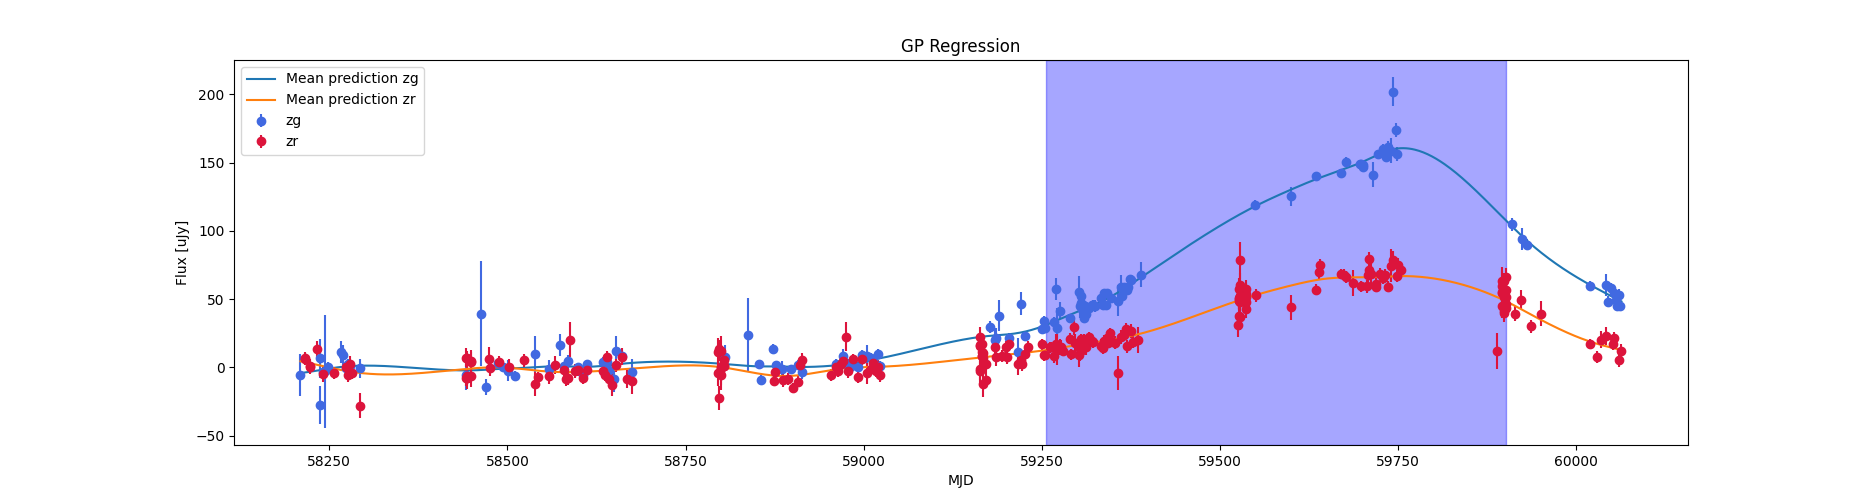 GP Regression
Mean prediction zg
Mean prediction zr
zg
zr
Flux [uJy]
200
150
100
50
0
−50
58250 58500 58750 59000 59250 59500 59750 60000
MJD